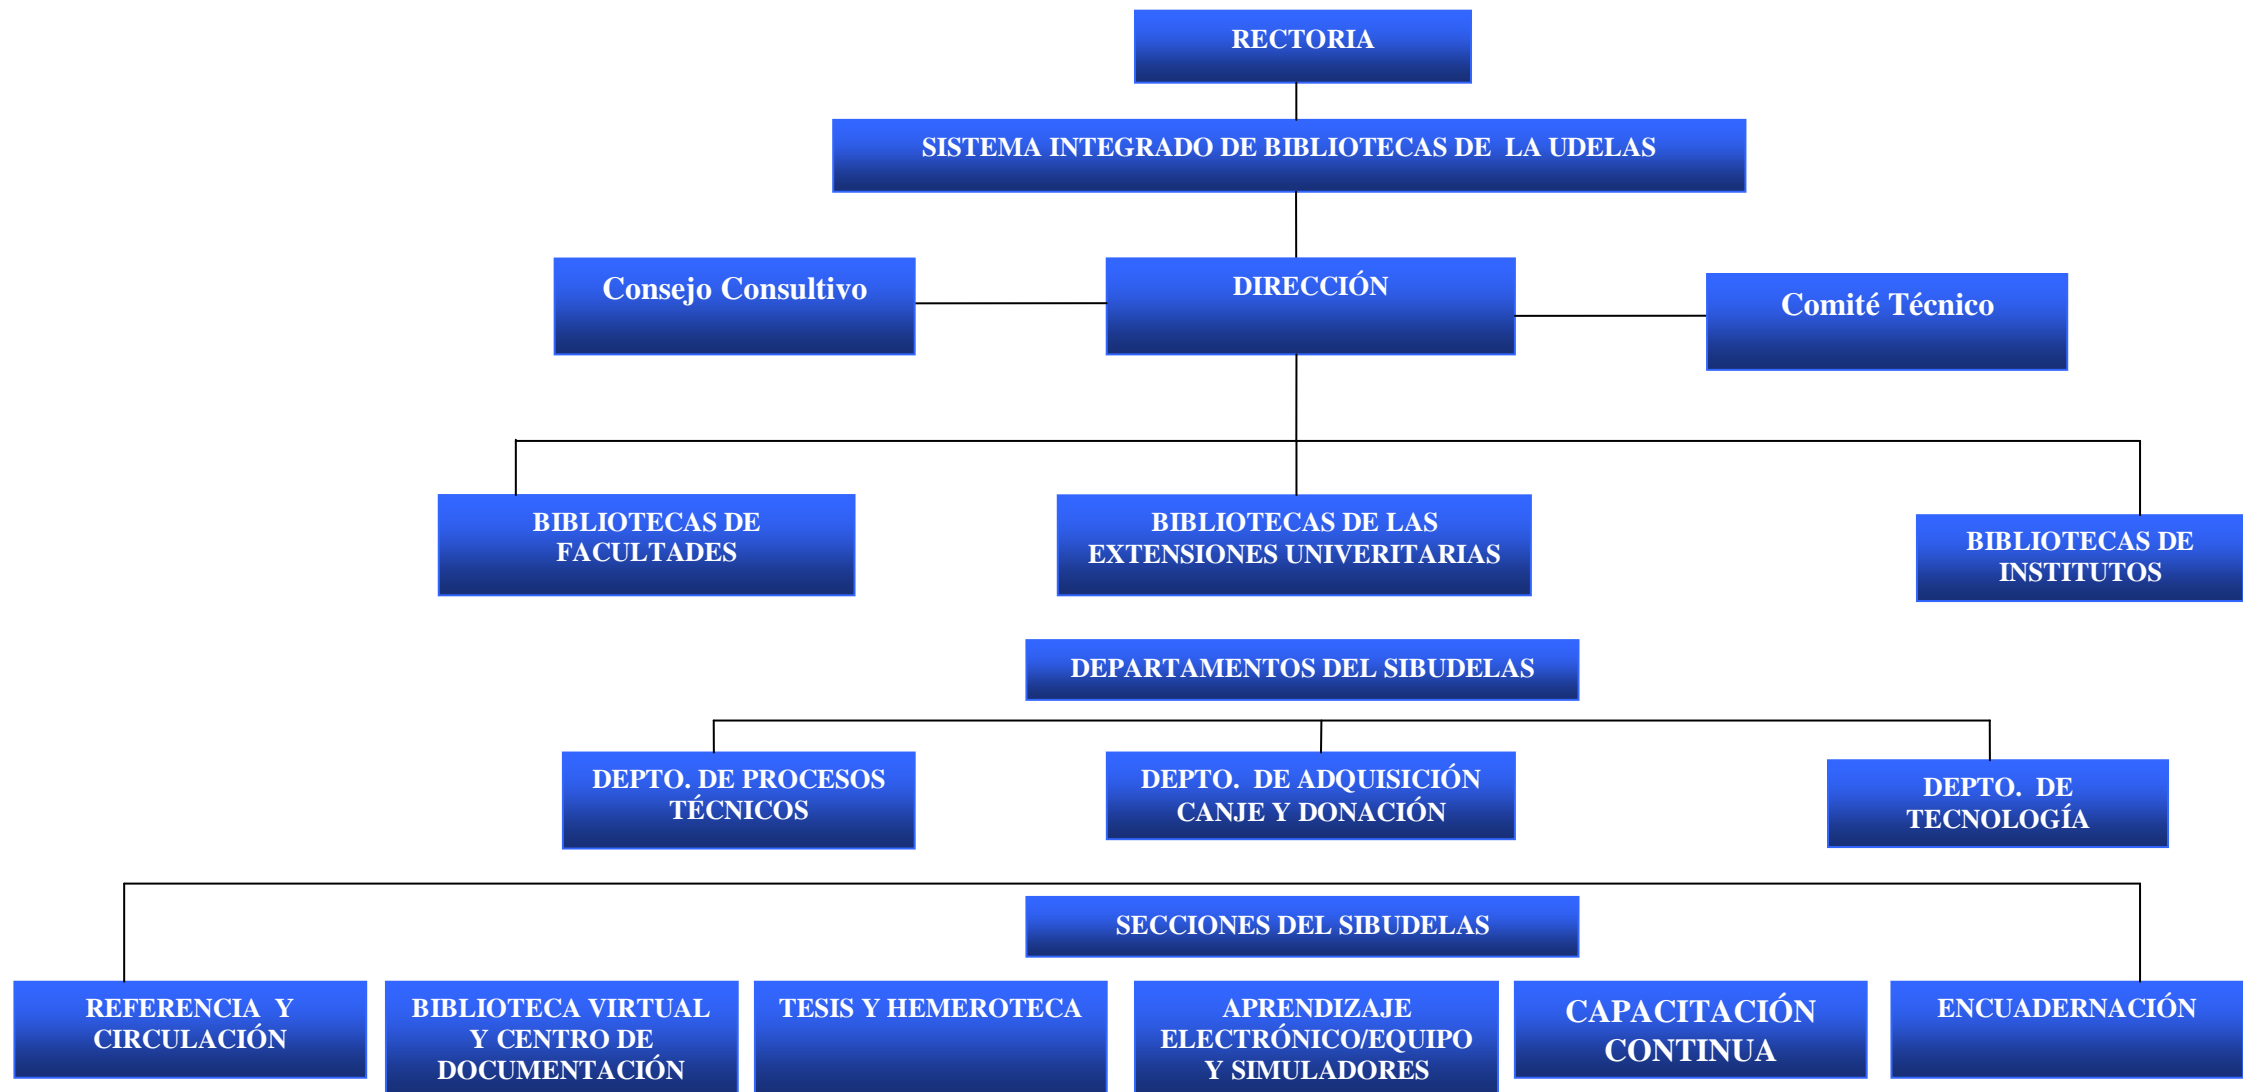 RECTORIA
SISTEMA INTEGRADO DE BIBLIOTECAS DE LA UDELAS
Consejo Consultivo
DIRECCIÓN
Comité Técnico
BIBLIOTECAS DE
FACULTADES
BIBLIOTECAS DE LAS
EXTENSIONES UNIVERITARIAS
BIBLIOTECAS DE
INSTITUTOS
DEPARTAMENTOS DEL SIBUDELAS
DEPTO. DE PROCESOS
TÉCNICOS
DEPTO. DE ADQUISICIÓN
CANJE Y DONACIÓN
DEPTO. DE
TECNOLOGÍA
SECCIONES DEL SIBUDELAS
REFERENCIA Y
CIRCULACIÓN
BIBLIOTECA VIRTUAL
Y CENTRO DE
DOCUMENTACIÓN
TESIS Y HEMEROTECA
APRENDIZAJE
ELECTRÓNICO/EQUIPO
Y SIMULADORES
CAPACITACIÓN
CONTINUA
ENCUADERNACIÓN